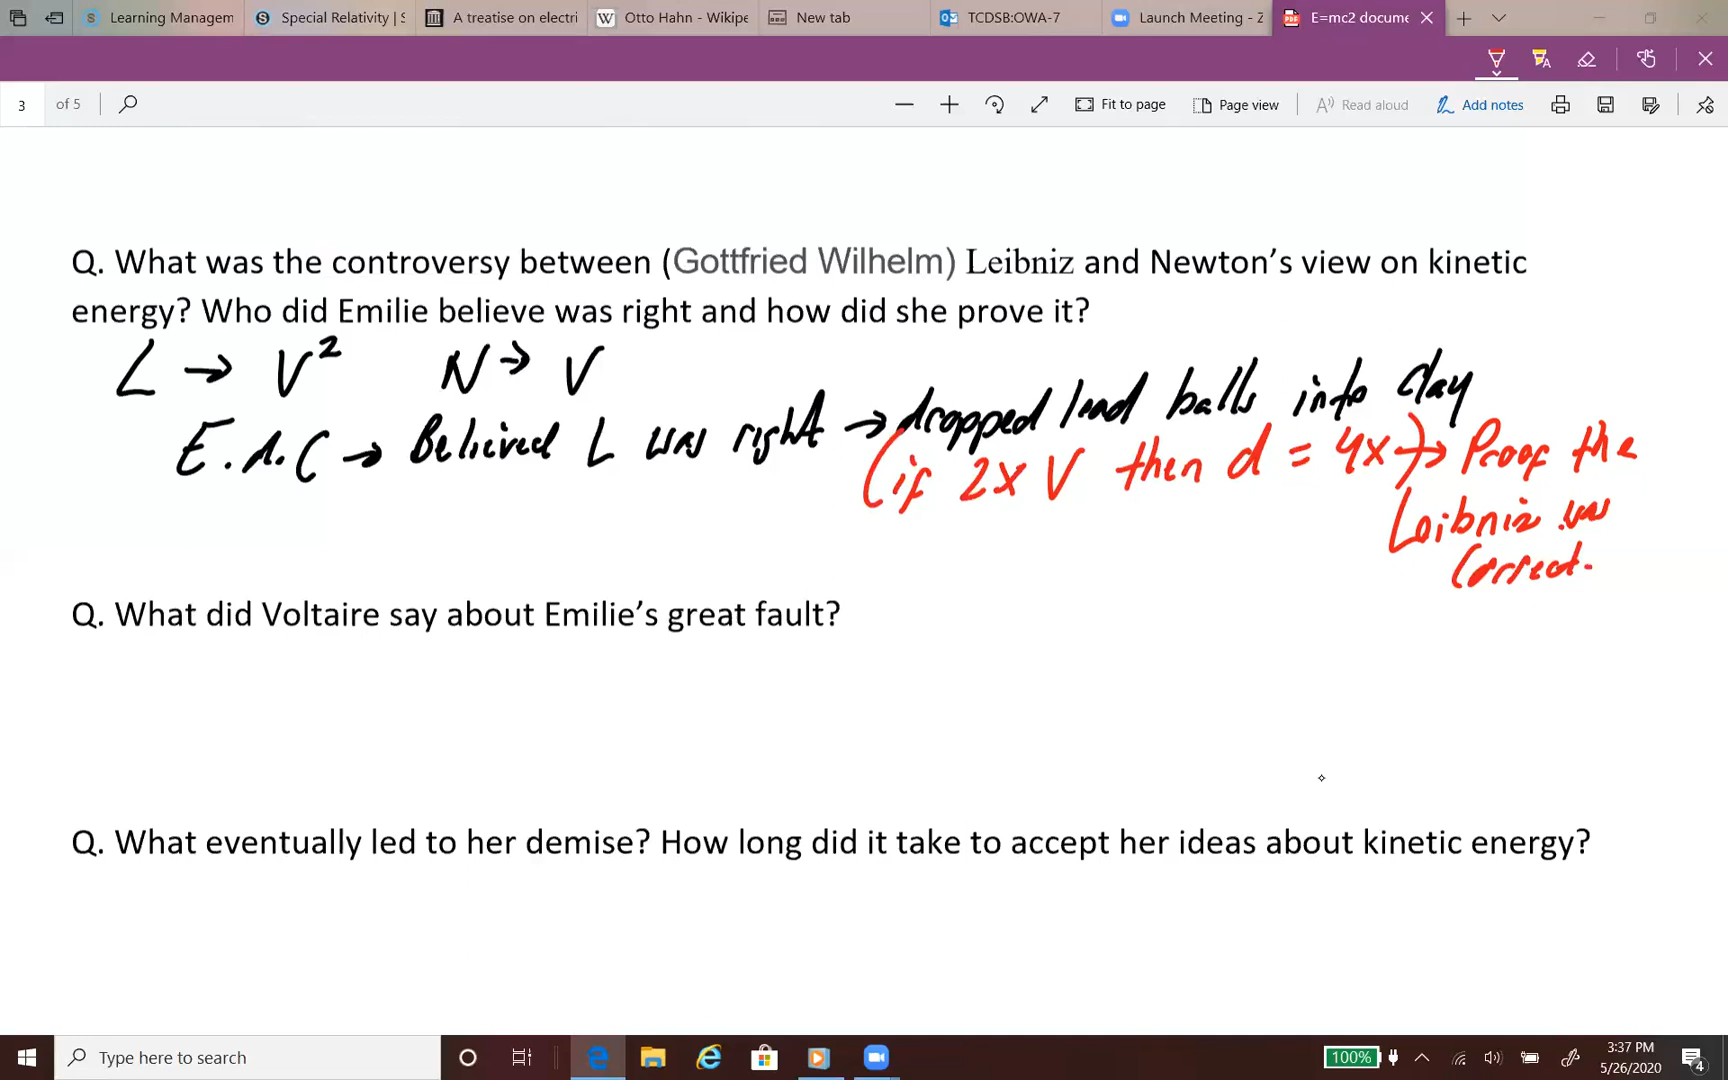 Learning Managem
Special Relativity | S
A treatise on electri
Otto Hahn - Wikipe
New tab
TCDSB:OWA-7
Launch Meeting - Z
E=mc2 docume
3 of 5
Fit to page
Page view
Read aloud
Add notes
Q. What was the controversy between (Gottfried Wilhelm) Leibniz and Newton's view on kinetic
energy? Who did Emilie believe was right and how did she prove it?
L → V² N → V
E.d.C → Believed L was right → dropped lead balls into clay
(if 2x V then d = 4x) → Proof the
Leibniz was
correct.
Q. What did Voltaire say about Emilie's great fault?
Q. What eventually led to her demise? How long did it take to accept her ideas about kinetic energy?
Type here to search
100%
3:37 PM
5/26/2020
4